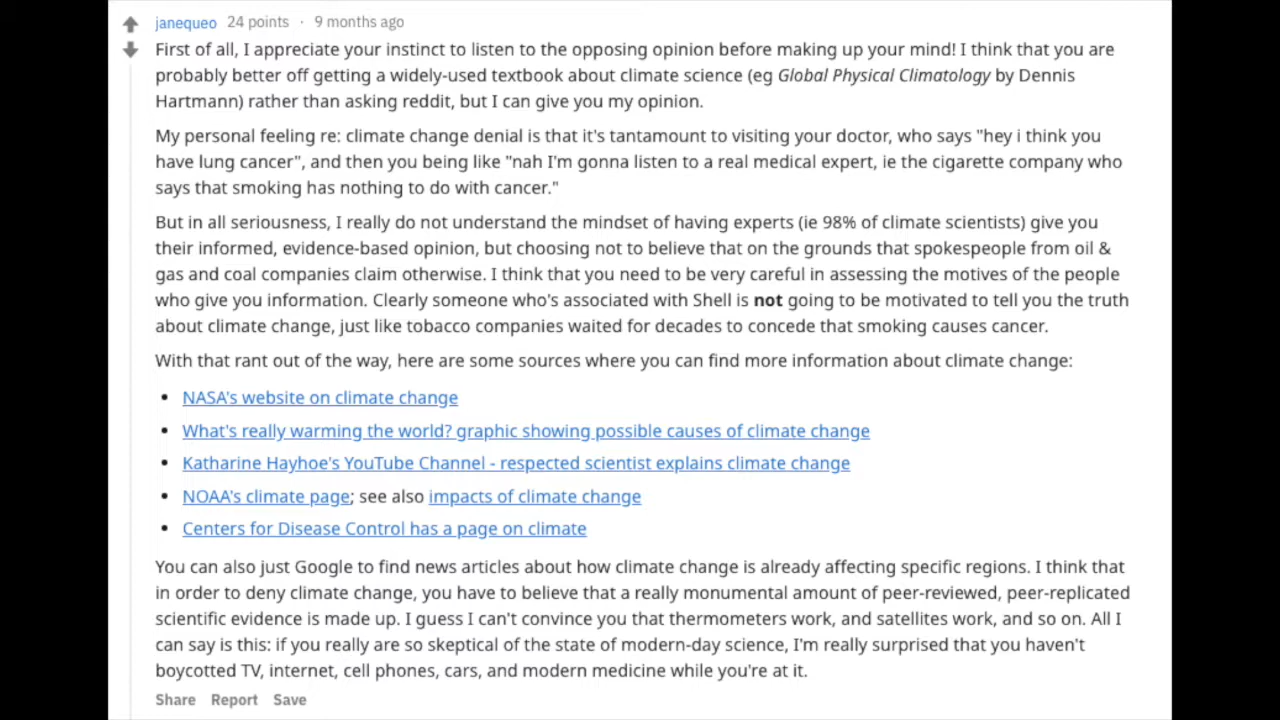 janequeo 24 points · 9 months ago
First of all, I appreciate your instinct to listen to the opposing opinion before making up your mind! I think that you are
probably better off getting a widely-used textbook about climate science (eg Global Physical Climatology by Dennis
Hartmann) rather than asking reddit, but I can give you my opinion.
My personal feeling re: climate change denial is that it's tantamount to visiting your doctor, who says "hey i think you
have lung cancer", and then you being like "nah I'm gonna listen to a real medical expert, ie the cigarette company who
says that smoking has nothing to do with cancer."
But in all seriousness, I really do not understand the mindset of having experts (ie 98% of climate scientists) give you
their informed, evidence-based opinion, but choosing not to believe that on the grounds that spokespeople from oil &
gas and coal companies claim otherwise. I think that you need to be very careful in assessing the motives of the people
who give you information. Clearly someone who's associated with Shell is not going to be motivated to tell you the truth
about climate change, just like tobacco companies waited for decades to concede that smoking causes cancer.
With that rant out of the way, here are some sources where you can find more information about climate change:
• NASA's website on climate change
• What's really warming the world? graphic showing possible causes of climate change
• Katharine Hayhoe's YouTube Channel - respected scientist explains climate change
• NOAA's climate page; see also impacts of climate change
• Centers for Disease Control has a page on climate
You can also just Google to find news articles about how climate change is already affecting specific regions. I think that
in order to deny climate change, you have to believe that a really monumental amount of peer-reviewed, peer-replicated
scientific evidence is made up. I guess I can't convince you that thermometers work, and satellites work, and so on. All I
can say is this: if you really are so skeptical of the state of modern-day science, I'm really surprised that you haven't
boycotted TV, internet, cell phones, cars, and modern medicine while you're at it.
Share Report Save